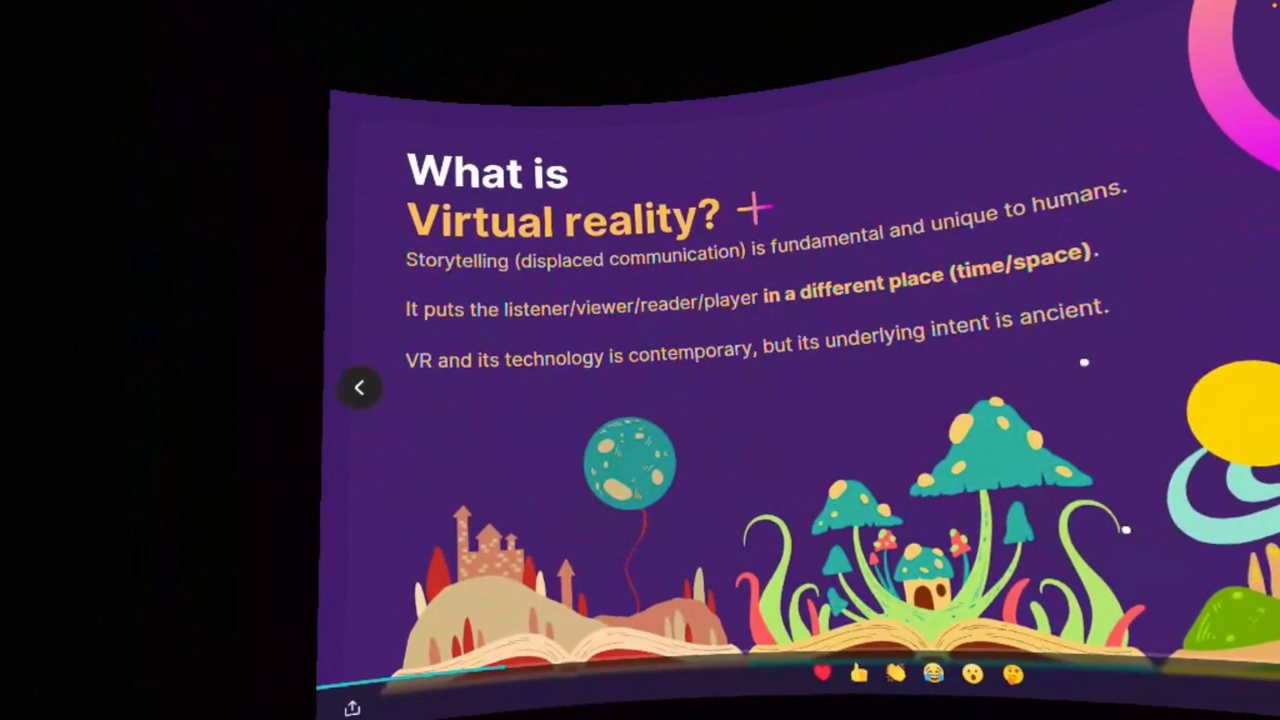 What is
Virtual reality?
Storytelling (displaced communication) is fundamental and unique to humans.
It puts the listener/viewer/reader/player in a different place (time/space).
VR and its technology is contemporary, but its underlying intent is ancient.